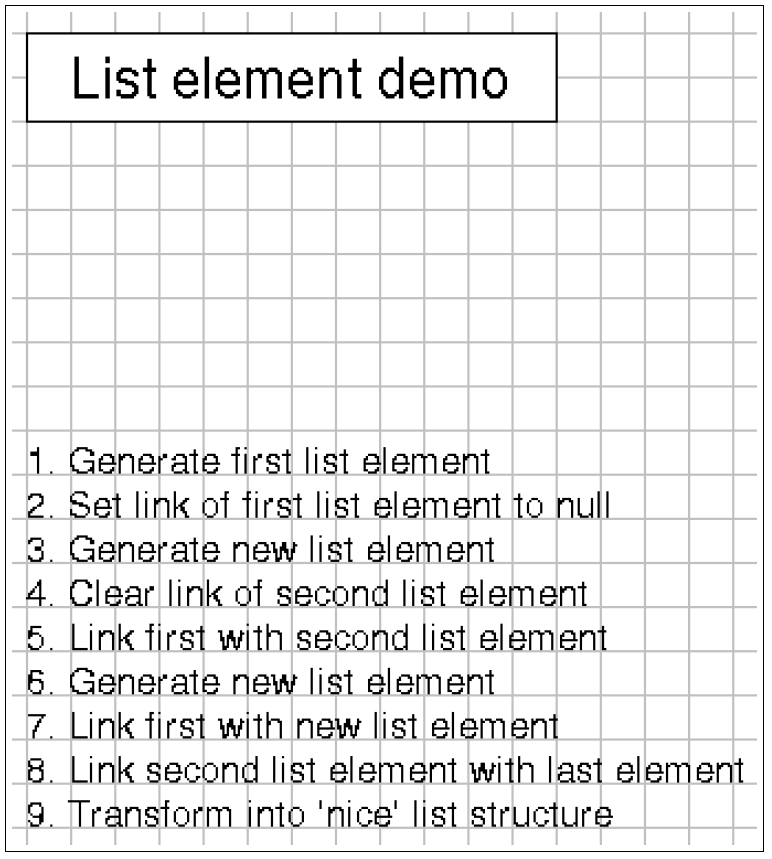 List element demo
1. Generate first list element
2. Set link of first list element to null
3. Generate new list element
4. Clear link of second list element
5. Link first with second list element
6. Generate new list element
7. Link first with new list element
8. Link second list element with last element
9. Transform into 'nice' list structure